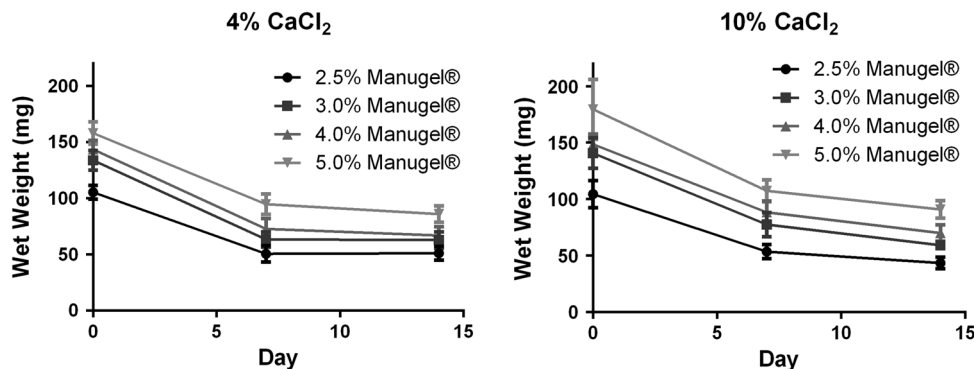 4% CaCl₂
200
150
100
50
0
Wet Weight (mg)
2.5% Manugel®
3.0% Manugel®
4.0% Manugel®
5.0% Manugel®
0 5 10 15
Day
10% CaCl₂
200
150
100
50
0
Wet Weight (mg)
2.5% Manugel®
3.0% Manugel®
4.0% Manugel®
5.0% Manugel®
0 5 10 15
Day